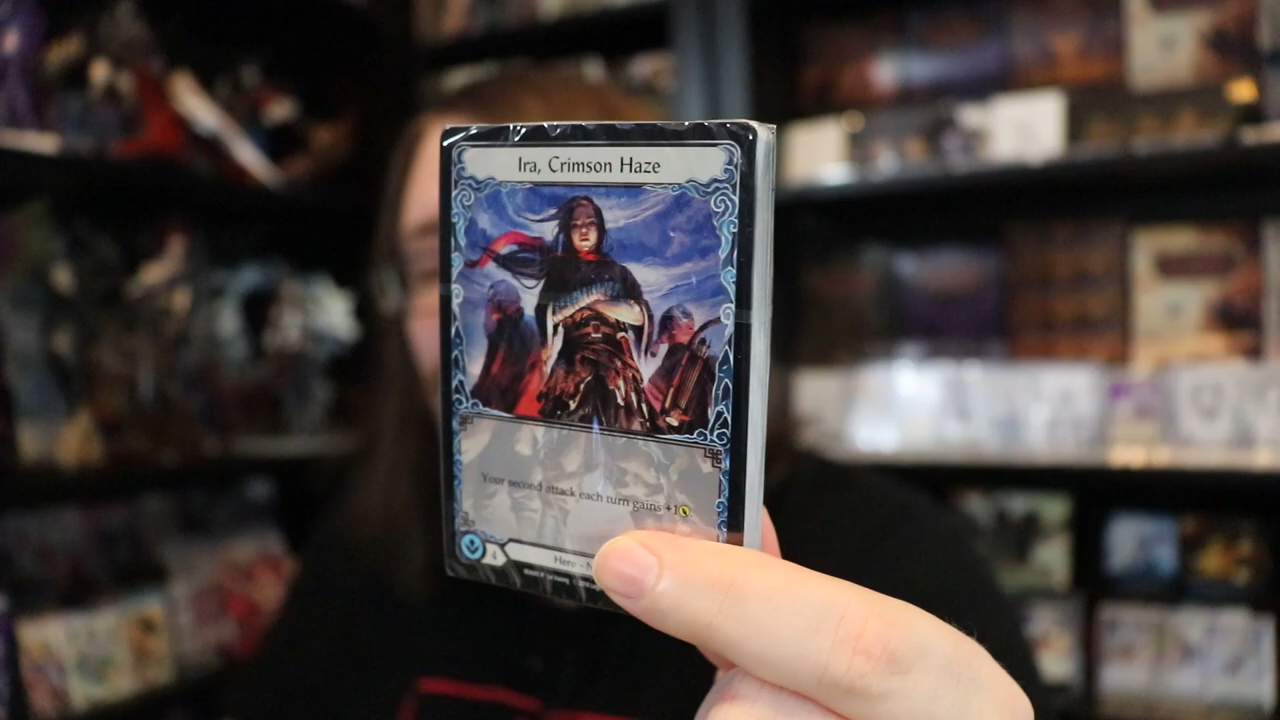 Ira, Crimson Haze
Your second attack each turn gains +1
4
Hero - N